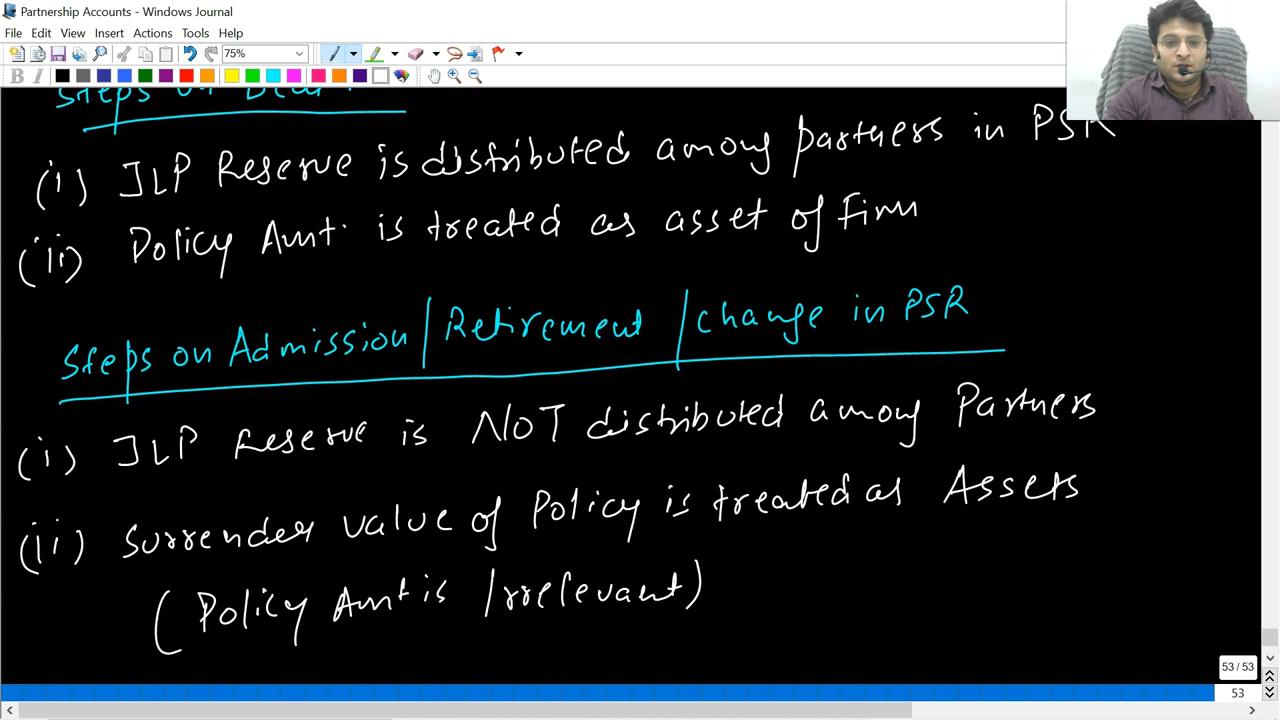 Partnership Accounts - Windows Journal
File Edit View Insert Actions Tools Help
75%
B I
Steps on
(i) JLP Reserve is distributed among partners in PSR
(ii) Policy Amt. is treated as asset of Firm
Steps on Admission / Retirement / change in PSR
(i) JLP Reserve is NOT distributed among Partners
(ii) Surrender value of Policy is treated as Assets
(Policy Amt is Irrelevant)
53 / 53
53